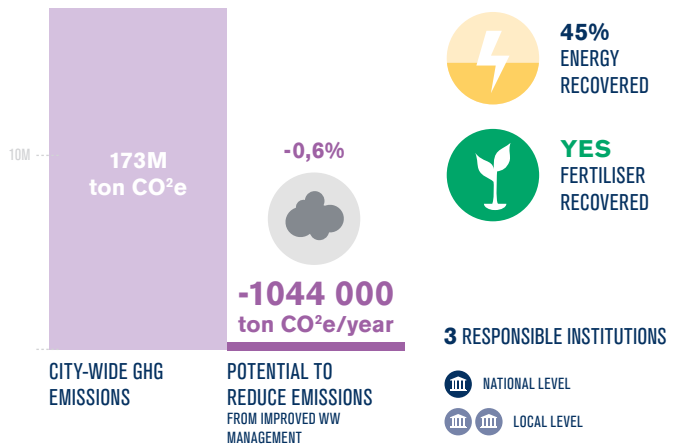 10M
173M
ton CO²e
-0,6%
-1044 000
ton CO²e/year
CITY-WIDE GHG
EMISSIONS
POTENTIAL TO
REDUCE EMISSIONS
FROM IMPROVED WW
MANAGEMENT
45%
ENERGY
RECOVERED
YES
FERTILISER
RECOVERED
3 RESPONSIBLE INSTITUTIONS
NATIONAL LEVEL
LOCAL LEVEL